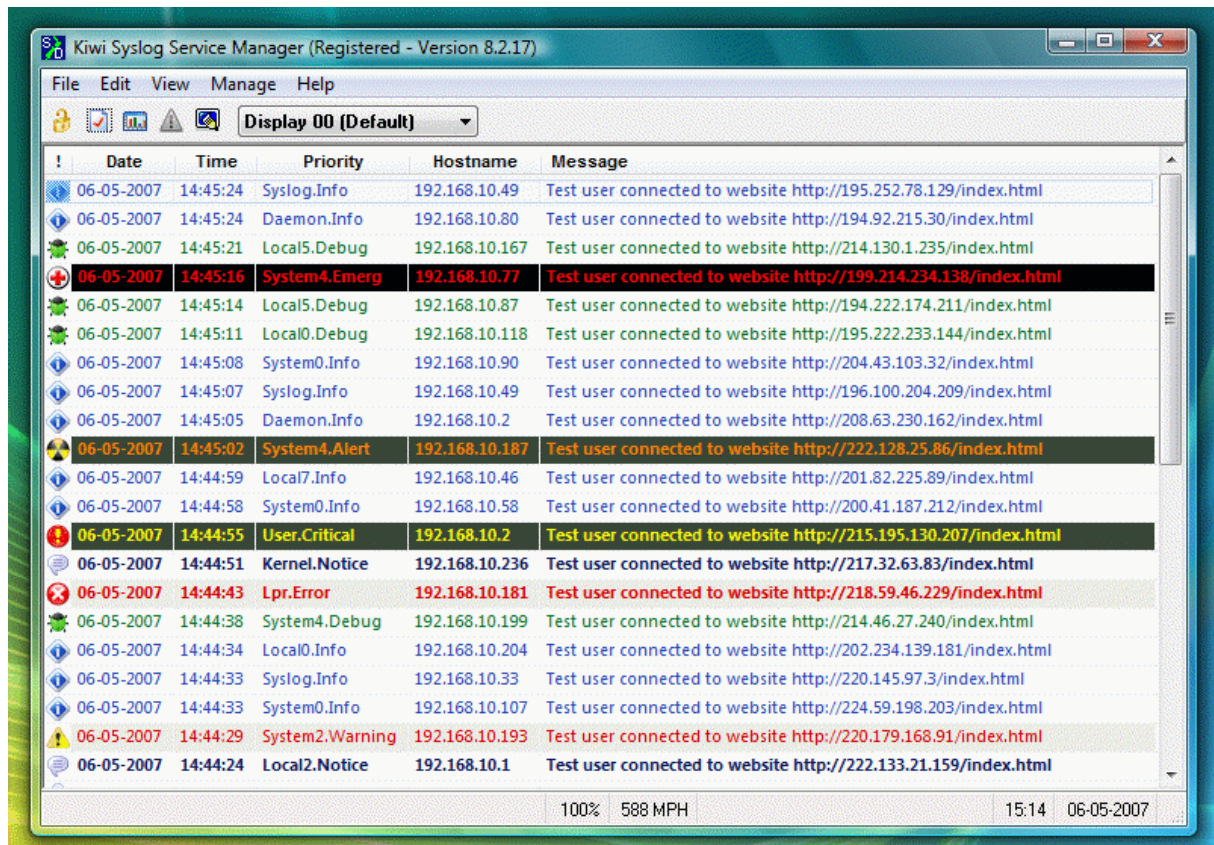 Kiwi Syslog Service Manager (Registered - Version 8.2.17)
File Edit View Manage Help
Display 00 (Default)
! Date Time Priority Hostname Message
06-05-2007 14:45:24 Syslog.Info 192.168.10.49 Test user connected to website http://195.252.78.129/index.html
06-05-2007 14:45:24 Daemon.Info 192.168.10.80 Test user connected to website http://194.92.215.30/index.html
06-05-2007 14:45:21 Local5.Debug 192.168.10.167 Test user connected to website http://214.130.1.235/index.html
06-05-2007 14:45:16 System4.Emerg 192.168.10.77 Test user connected to website http://199.214.234.138/index.html
06-05-2007 14:45:14 Local5.Debug 192.168.10.87 Test user connected to website http://194.222.174.211/index.html
06-05-2007 14:45:11 Local0.Debug 192.168.10.118 Test user connected to website http://195.222.233.144/index.html
06-05-2007 14:45:08 System0.Info 192.168.10.90 Test user connected to website http://204.43.103.32/index.html
06-05-2007 14:45:07 Syslog.Info 192.168.10.49 Test user connected to website http://196.100.204.209/index.html
06-05-2007 14:45:05 Daemon.Info 192.168.10.2 Test user connected to website http://208.63.230.162/index.html
06-05-2007 14:45:02 System4.Alert 192.168.10.187 Test user connected to website http://222.128.25.86/index.html
06-05-2007 14:44:59 Local7.Info 192.168.10.46 Test user connected to website http://201.82.225.89/index.html
06-05-2007 14:44:58 System0.Info 192.168.10.58 Test user connected to website http://200.41.187.212/index.html
06-05-2007 14:44:55 User.Critical 192.168.10.2 Test user connected to website http://215.195.130.207/index.html
06-05-2007 14:44:51 Kernel.Notice 192.168.10.236 Test user connected to website http://217.32.63.83/index.html
06-05-2007 14:44:43 Lpr.Error 192.168.10.181 Test user connected to website http://218.59.46.229/index.html
06-05-2007 14:44:38 System4.Debug 192.168.10.199 Test user connected to website http://214.46.27.240/index.html
06-05-2007 14:44:34 Local0.Info 192.168.10.204 Test user connected to website http://202.234.139.181/index.html
06-05-2007 14:44:33 Syslog.Info 192.168.10.33 Test user connected to website http://220.145.97.3/index.html
06-05-2007 14:44:33 System0.Info 192.168.10.107 Test user connected to website http://224.59.198.203/index.html
06-05-2007 14:44:29 System2.Warning 192.168.10.193 Test user connected to website http://220.179.168.91/index.html
06-05-2007 14:44:24 Local2.Notice 192.168.10.1 Test user connected to website http://222.133.21.159/index.html
100% 588 MPH 15:14 06-05-2007